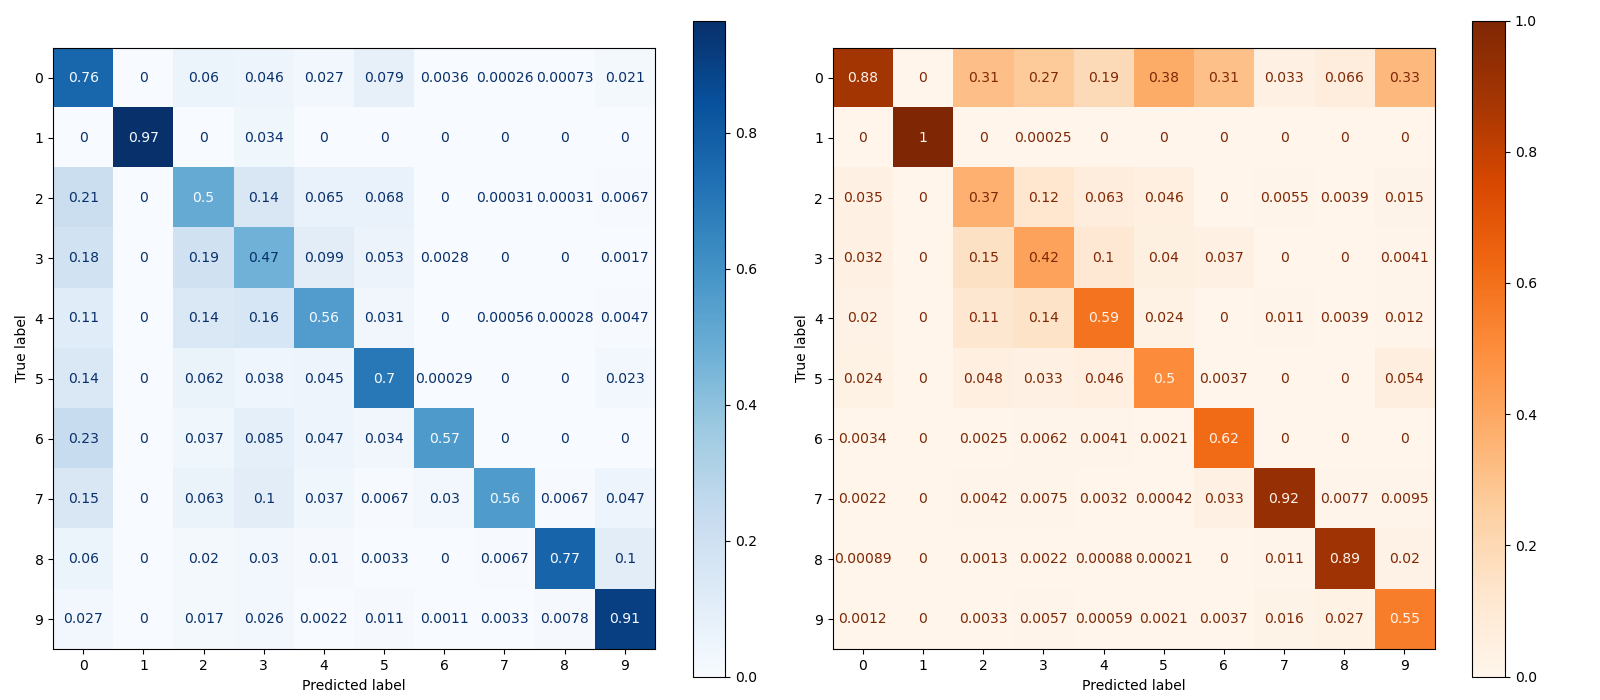 1.0
0 0.76 0 0.06 0.046 0.027 0.079 0.0036 0.00026 0.00073 0.021
0 0.88 0 0.31 0.27 0.19 0.38 0.31 0.033 0.066 0.33
1 0 0.97 0 0.034 0 0 0 0 0 0 0.8
1 0 1 0 0.00025 0 0 0 0 0 0 0.8
2 0.21 0 0.5 0.14 0.065 0.068 0 0.00031 0.00031 0.0067
2 0.035 0 0.37 0.12 0.063 0.046 0 0.0055 0.0039 0.015
3 0.18 0 0.19 0.47 0.099 0.053 0.0028 0 0 0.0017 0.6
3 0.032 0 0.15 0.42 0.1 0.04 0.037 0 0 0.0041 0.6
4 0.11 0 0.14 0.16 0.56 0.031 0 0.00056 0.00028 0.0047
4 0.02 0 0.11 0.14 0.59 0.024 0 0.011 0.0039 0.012
True label
True label
5 0.14 0 0.062 0.038 0.045 0.7 0.00029 0 0 0.023 0.4
5 0.024 0 0.048 0.033 0.046 0.5 0.0037 0 0 0.054 0.4
6 0.23 0 0.037 0.085 0.047 0.034 0.57 0 0 0
6 0.0034 0 0.0025 0.0062 0.0041 0.0021 0.62 0 0 0
7 0.15 0 0.063 0.1 0.037 0.0067 0.03 0.56 0.0067 0.047
7 0.0022 0 0.0042 0.0075 0.0032 0.00042 0.033 0.92 0.0077 0.0095
8 0.06 0 0.02 0.03 0.01 0.0033 0 0.0067 0.77 0.1 0.2
8 0.00089 0 0.0013 0.0022 0.00088 0.00021 0 0.011 0.89 0.02 0.2
9 0.027 0 0.017 0.026 0.0022 0.011 0.0011 0.0033 0.0078 0.91
9 0.0012 0 0.0033 0.0057 0.00059 0.0021 0.0037 0.016 0.027 0.55
0 1 2 3 4 5 6 7 8 9 0.0
0 1 2 3 4 5 6 7 8 9 0.0
Predicted label
Predicted label